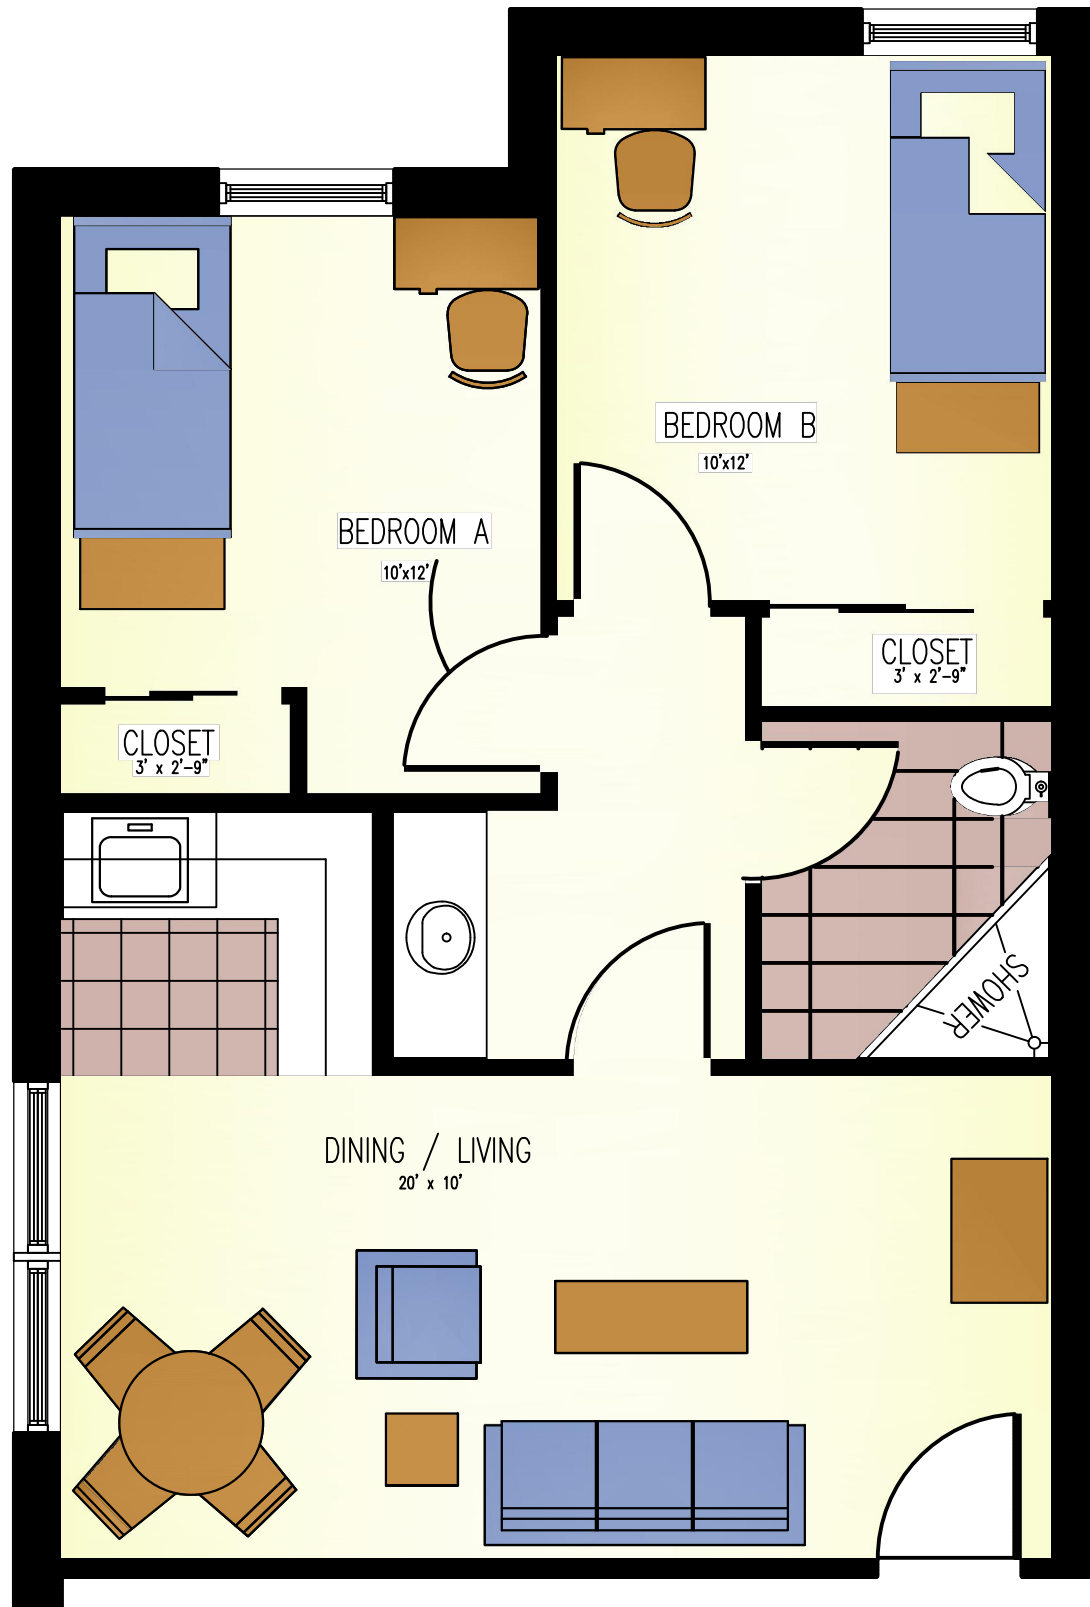 BEDROOM B
10'x12'
BEDROOM A
10'x12'
CLOSET
3' x 2'-9"
CLOSET
3' x 2'-9"
SHOWER
DINING / LIVING
20' x 10'